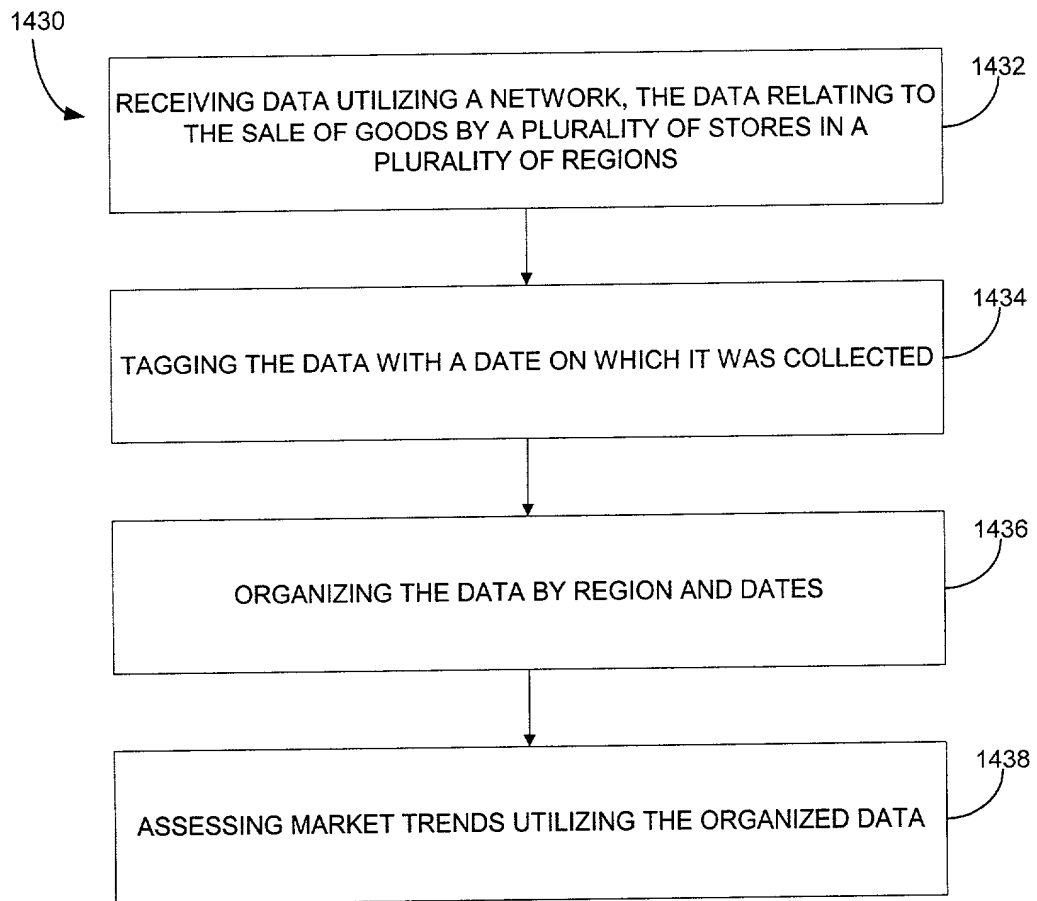 1430
1432
RECEIVING DATA UTILIZING A NETWORK, THE DATA RELATING TO
THE SALE OF GOODS BY A PLURALITY OF STORES IN A
PLURALITY OF REGIONS
1434
TAGGING THE DATA WITH A DATE ON WHICH IT WAS COLLECTED
1436
ORGANIZING THE DATA BY REGION AND DATES
1438
ASSESSING MARKET TRENDS UTILIZING THE ORGANIZED DATA